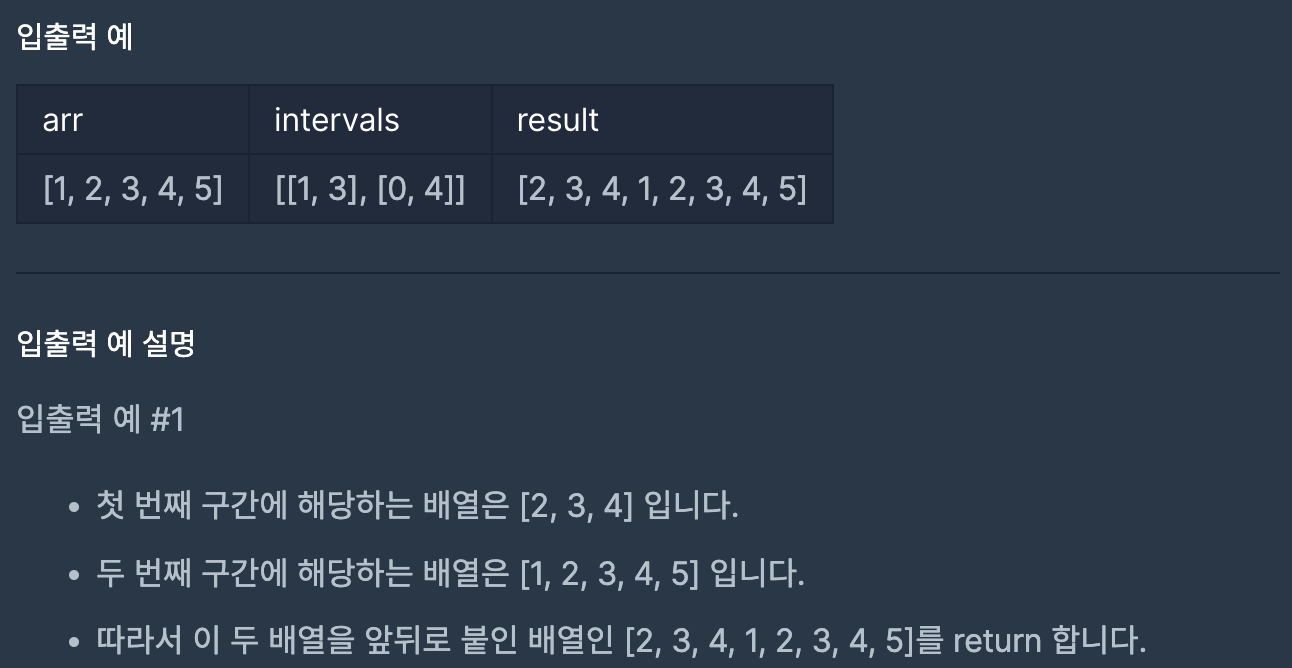 입출력 예
arr intervals result
[1, 2, 3, 4, 5] [[1, 3], [0, 4]] [2, 3, 4, 1, 2, 3, 4, 5]
입출력 예 설명
입출력 예 #1
• 첫 번째 구간에 해당하는 배열은 [2, 3, 4] 입니다.
• 두 번째 구간에 해당하는 배열은 [1, 2, 3, 4, 5] 입니다.
• 따라서 이 두 배열을 앞뒤로 붙인 배열인 [2, 3, 4, 1, 2, 3, 4, 5]를 return 합니다.